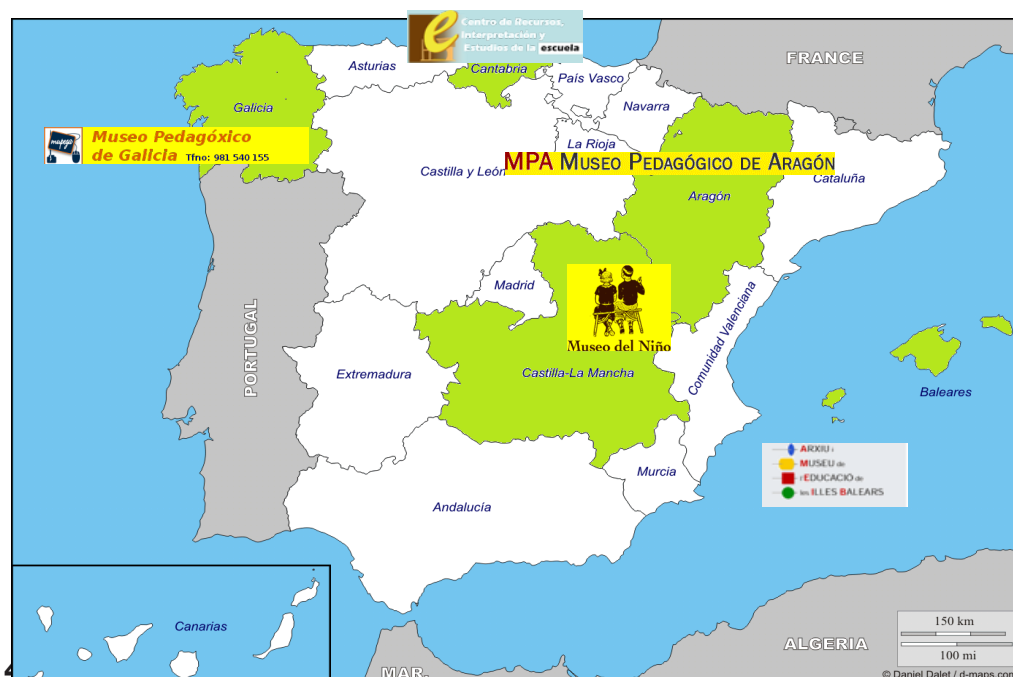 Centro de Recursos,
Interpretación y
Estudios de la escuela
FRANCE
Asturias
Cantabria
País Vasco
Navarra
Galicia
Museo Pedagóxico
de Galicia Tfno: 981 540 155
mupega
La Rioja
MPA MUSEO PEDAGÓGICO DE ARAGÓN
Castilla y León
Cataluña
Aragón
Madrid
PORTUGAL
Comunidad Valenciana
Museo del Niño
Extremadura
Castilla-La Mancha
Baleares
ARXIU i
MUSEU de
l'EDUCACIÓ de
les ILLES BALEARS
Murcia
Andalucía
Canarias
150 km
100 mi
ALGERIA
MAR.
© Daniel Dalet / d-maps.com